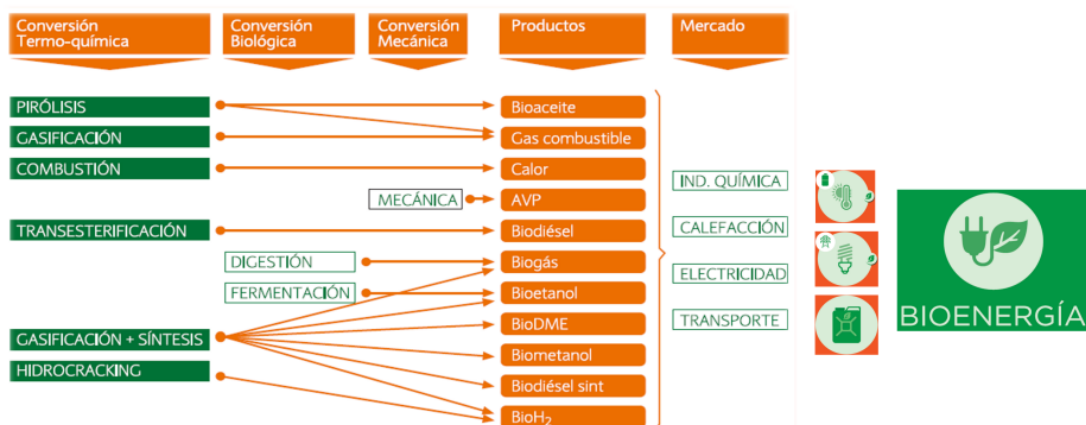 Conversión
Termo-química
Conversión
Biológica
Conversión
Mecánica
Productos
Mercado
PIRÓLISIS
Bioaceite
GASIFICACIÓN
Gas combustible
COMBUSTIÓN
Calor
IND. QUÍMICA
MECÁNICA
AVP
CALEFACCIÓN
TRANSESTERIFICACIÓN
Biodiésel
DIGESTIÓN
Biogás
ELECTRICIDAD
FERMENTACIÓN
Bioetanol
BioDME
TRANSPORTE
GASIFICACIÓN + SÍNTESIS
Biometanol
HIDROCRACKING
Biodiésel sint
BioH₂
BIOENERGÍA